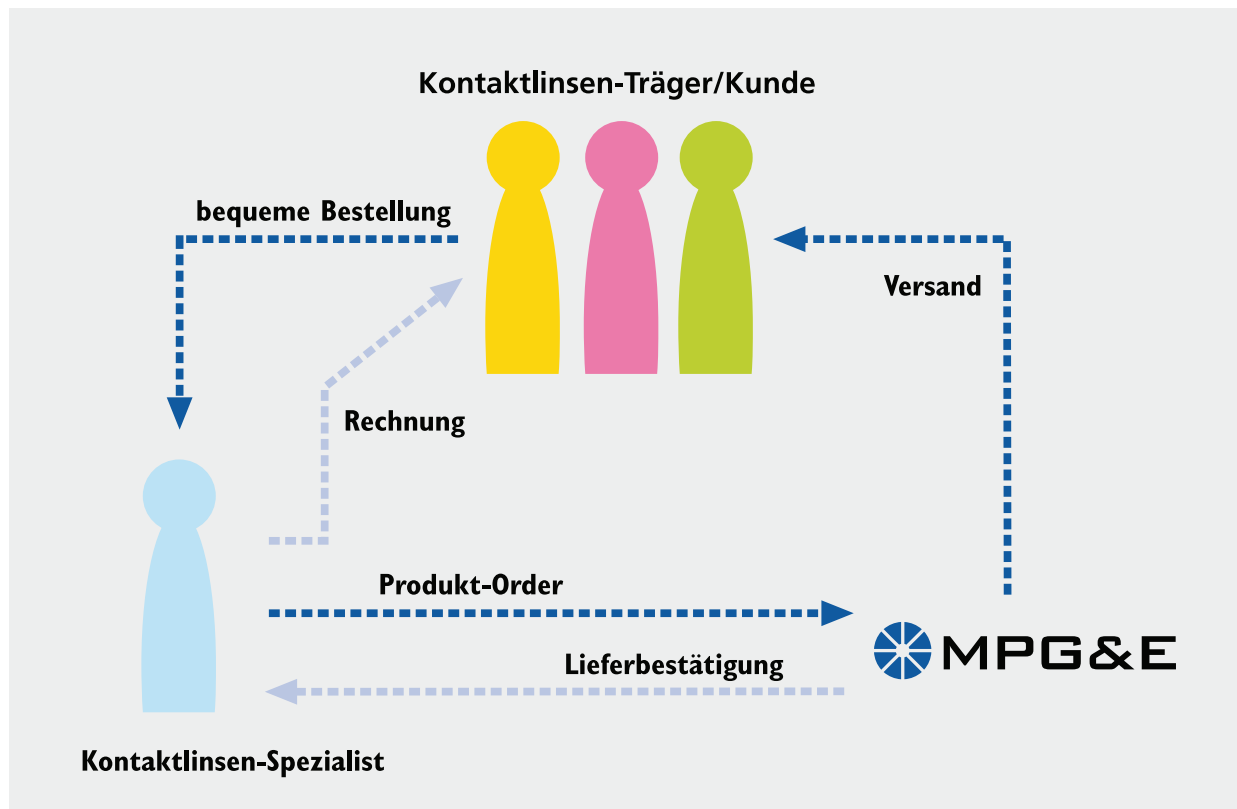 Kontaktlinsen-Träger/Kunde
bequeme Bestellung
Versand
Rechnung
Produkt-Order
MPG&E
Lieferbestätigung
Kontaktlinsen-Spezialist